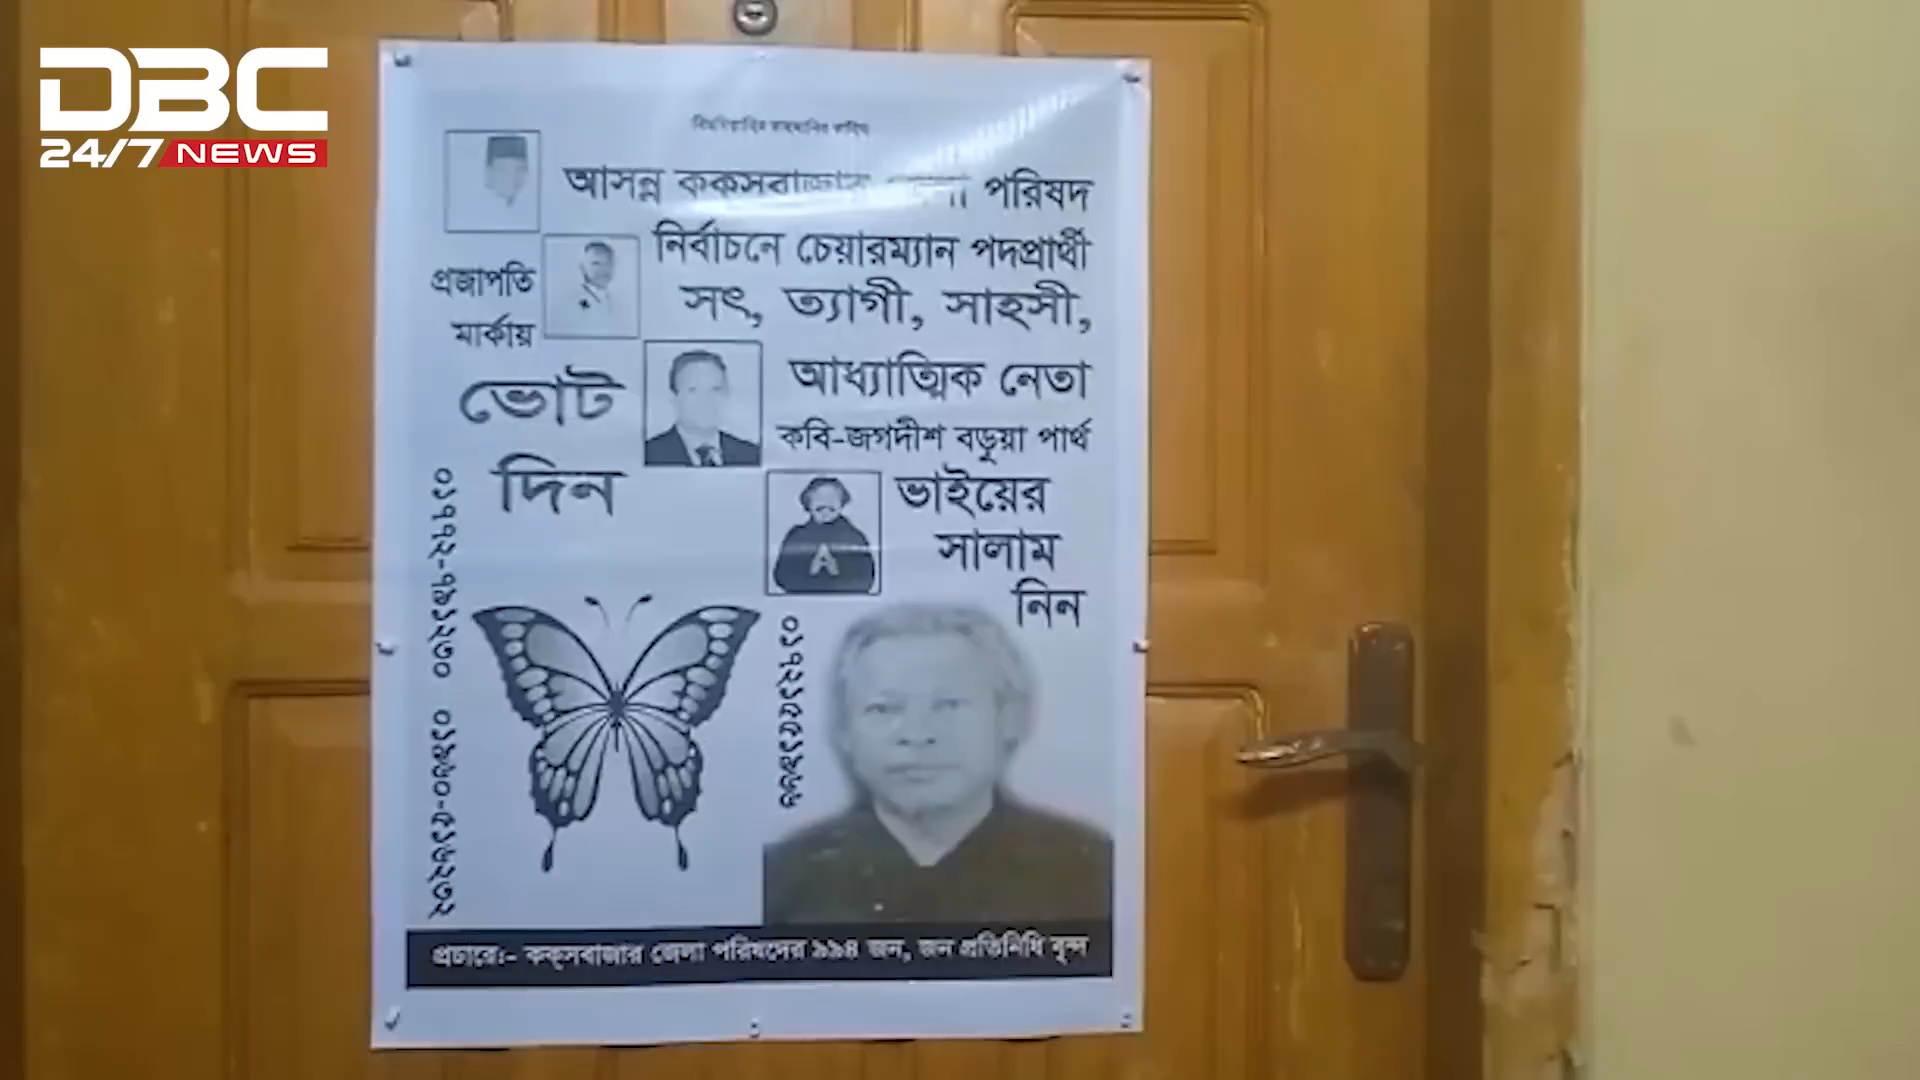 DBC
24/7 NEWS
আসন্ন কক্সবাজার জেলা পরিষদ
নির্বাচনে চেয়ারম্যান পদপ্রার্থী
সৎ, ত্যাগী, সাহসী,
আধ্যাত্মিক নেতা
কবি-জগদীশ বড়ুয়া পার্থ
ভাইয়ের
সালাম
নিন
প্রজাপতি
মার্কায়
ভোট
দিন
A
প্রচারে:- কক্সবাজার জেলা পরিষদের ৯৯৪ জন, জন প্রতিনিধি বৃন্দ